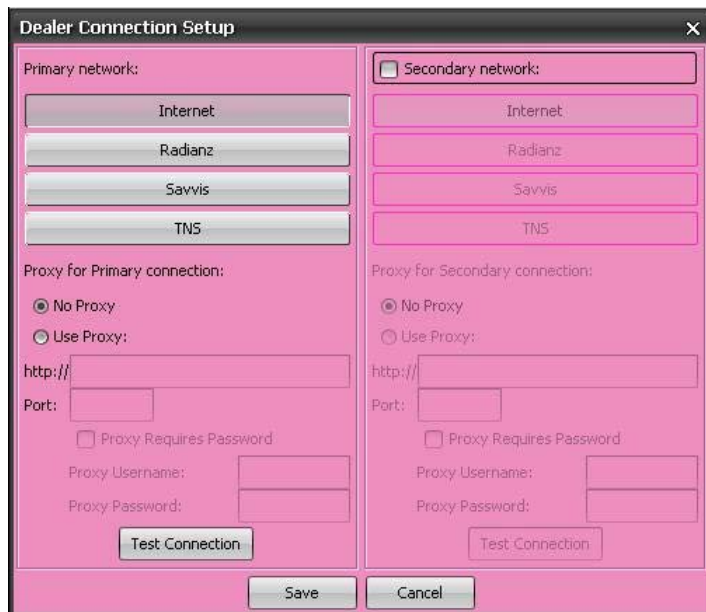 Dealer Connection Setup
Primary network:
Internet
Radianz
Savvis
TNS
Proxy for Primary connection:
No Proxy
Use Proxy:
http://
Port:
Proxy Requires Password
Proxy Username:
Proxy Password:
Test Connection
Secondary network:
Internet
Radianz
Savvis
TNS
Proxy for Secondary connection:
No Proxy
Use Proxy:
http://
Port:
Proxy Requires Password
Proxy Username:
Proxy Password:
Test Connection
Save
Cancel